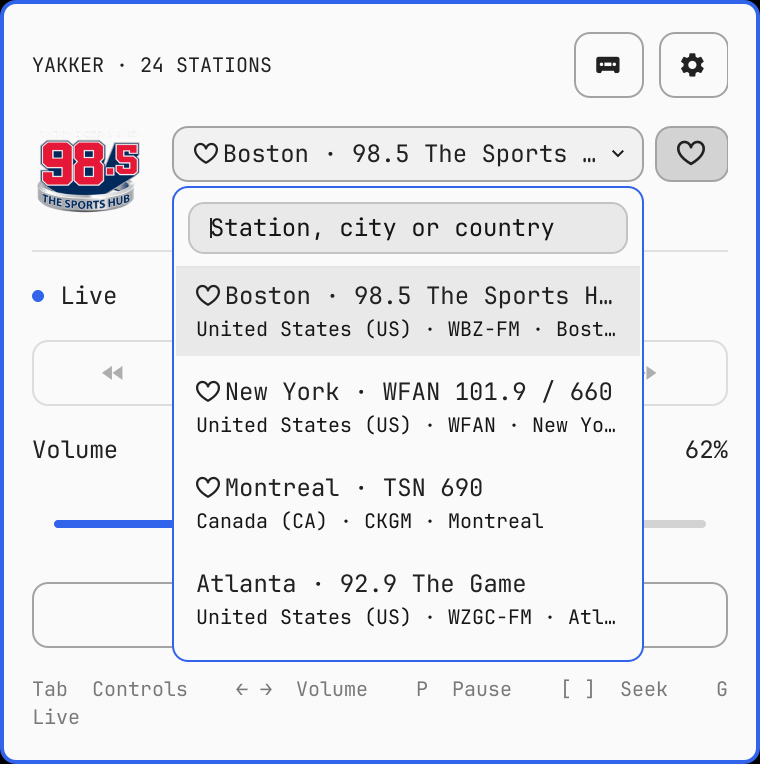 YAKKER · 24 STATIONS
98.5
THE SPORTS HUB
Boston · 98.5 The Sports …
Station, city or country
Boston · 98.5 The Sports H…
United States (US) · WBZ-FM · Bost…
New York · WFAN 101.9 / 660
United States (US) · WFAN · New Yo…
Montreal · TSN 690
Canada (CA) · CKGM · Montreal
Atlanta · 92.9 The Game
United States (US) · WZGC-FM · Atl…
Live
Volume
62%
Tab Controls ← → Volume P Pause [ ] Seek G
Live